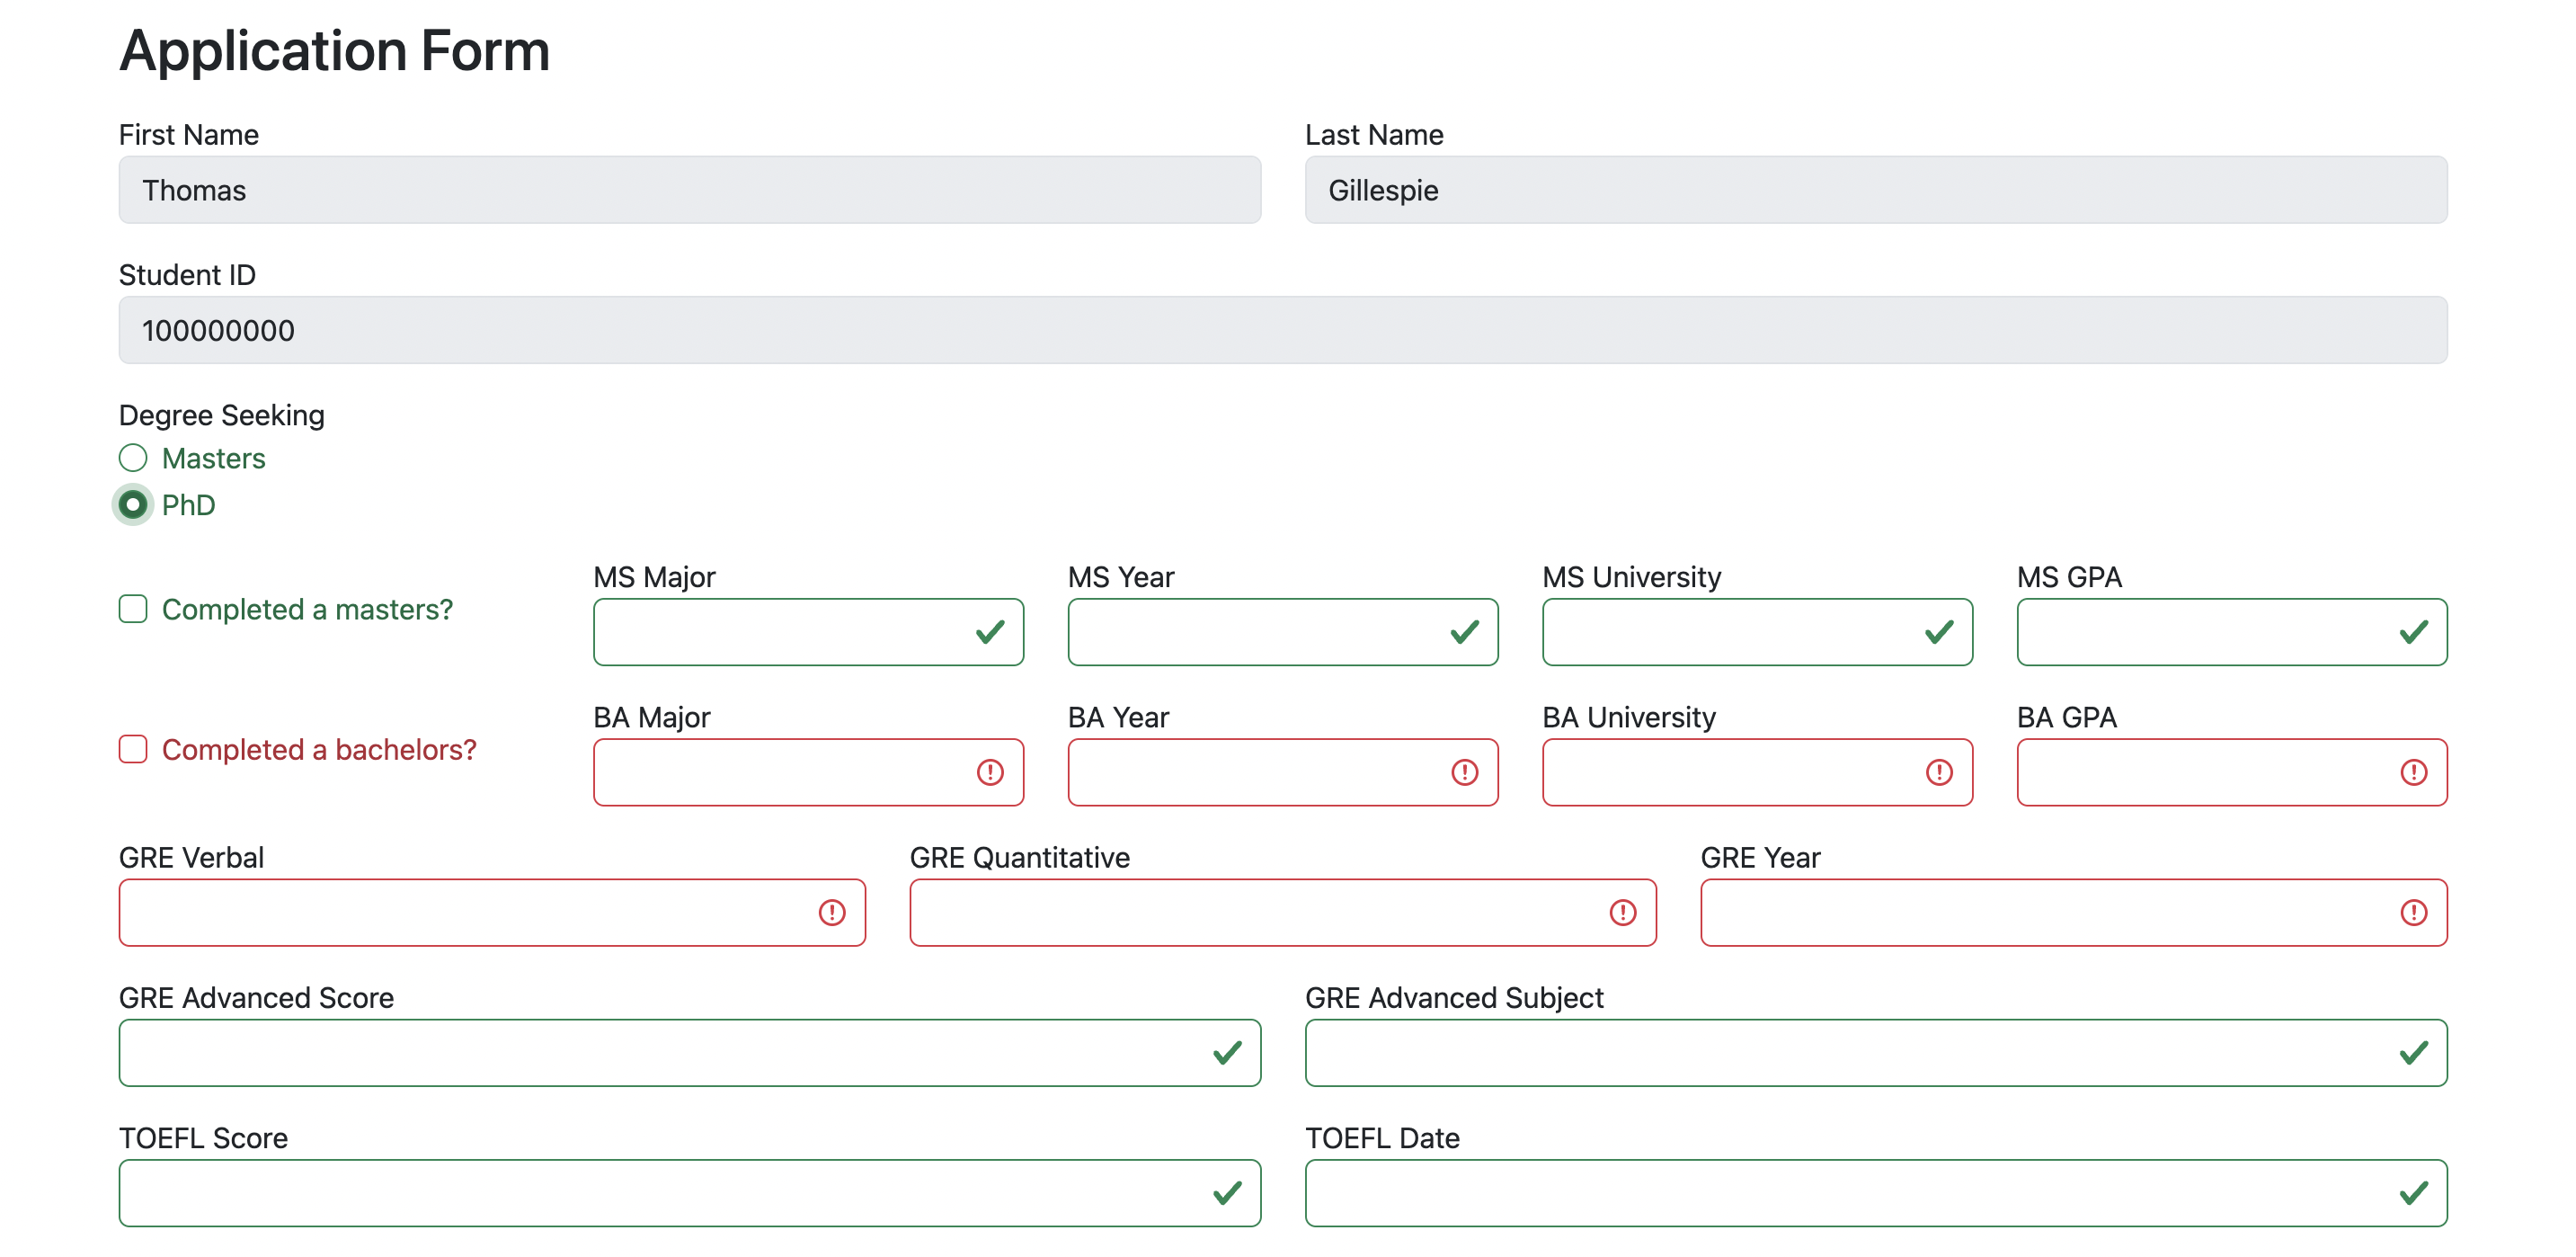 Application Form
First Name Last Name
Thomas Gillespie
Student ID
100000000
Degree Seeking
Masters
PhD
MS Major MS Year MS University MS GPA
Completed a masters?
BA Major BA Year BA University BA GPA
Completed a bachelors?
GRE Verbal GRE Quantitative GRE Year
GRE Advanced Score GRE Advanced Subject
TOEFL Score TOEFL Date